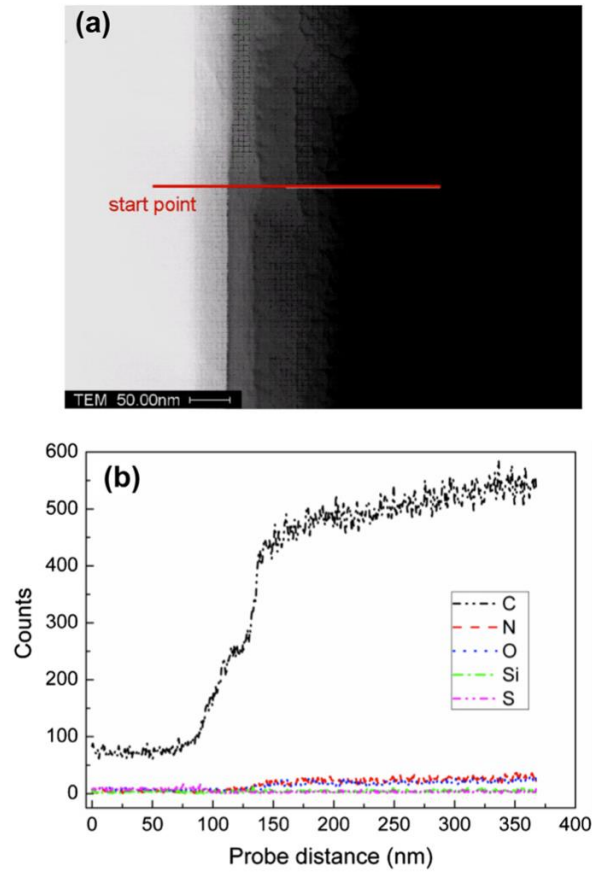 (a)
start point
TEM 50.00nm
(b)
600
500
400
300
200
100
0
Counts
C
N
O
Si
S
0 50 100 150 200 250 300 350 400
Probe distance (nm)